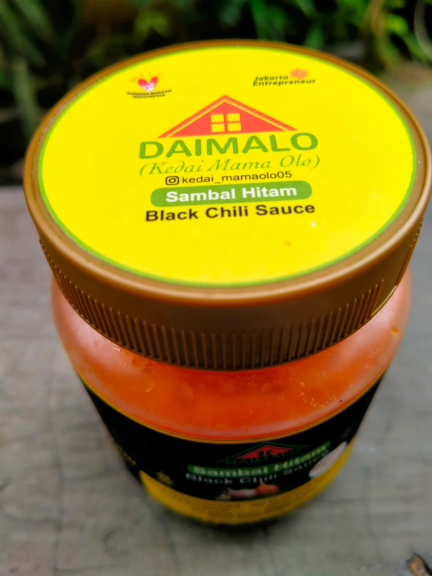 Jakarta
Entrepreneur
DAIMALO
(Kedai Mama Olo)
kedai_mamaolo05
Sambal Hitam
Black Chili Sauce
Sambal Hitam
Black Chili Sauce